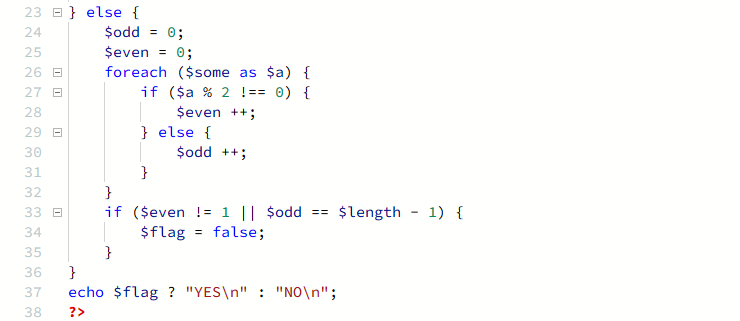 23 } else {
24     $odd = 0;
25     $even = 0;
26     foreach ($some as $a) {
27         if ($a % 2 !== 0) {
28             $even ++;
29         } else {
30             $odd ++;
31         }
32     }
33     if ($even != 1 || $odd == $length - 1) {
34         $flag = false;
35     }
36 }
37 echo $flag ? "YES\n" : "NO\n";
38 ?>